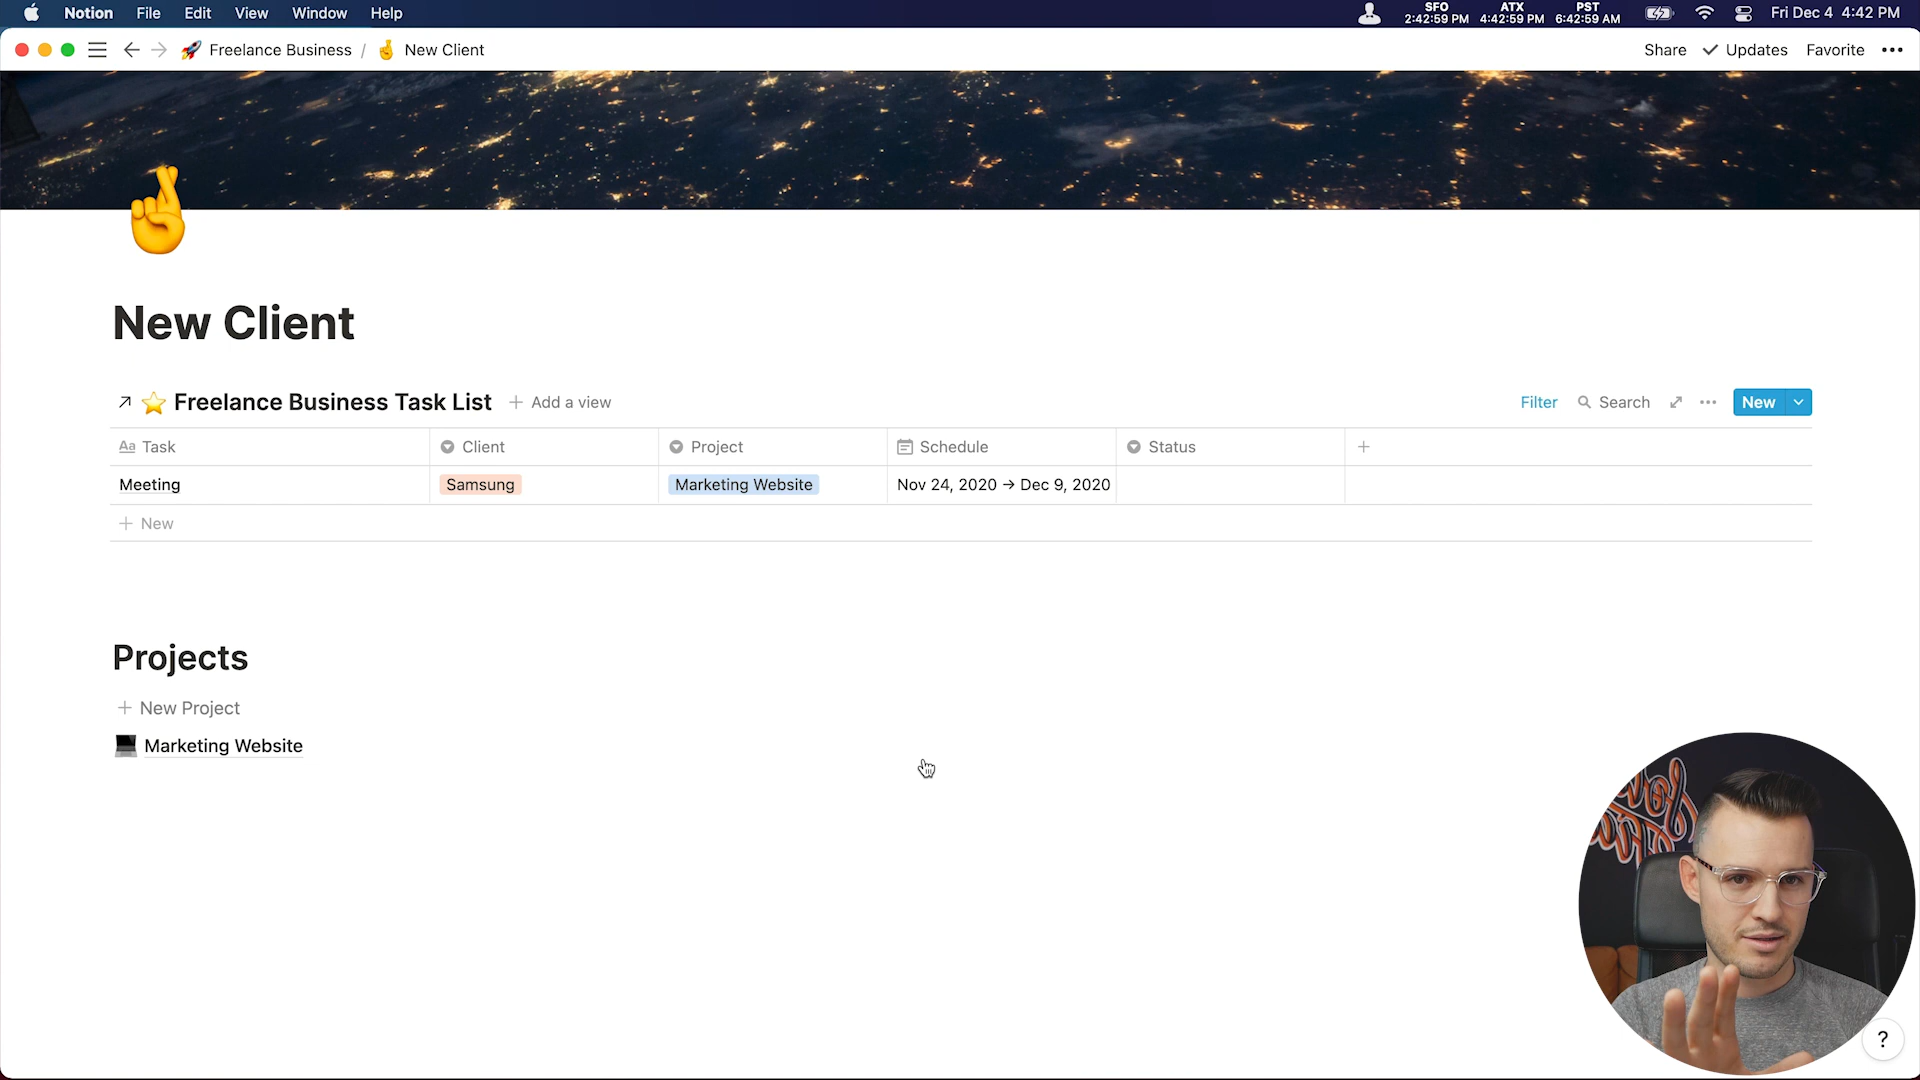 Notion File Edit View Window Help
SFO ATX PST
2:42:59 PM 4:42:59 PM 6:42:59 AM
Fri Dec 4 4:42 PM
Freelance Business / New Client
Share Updates Favorite
New Client
Freelance Business Task List + Add a view
Filter Search New
Aa Task Client Project Schedule Status +
Meeting Samsung Marketing Website Nov 24, 2020 → Dec 9, 2020
+ New
Projects
+ New Project
Marketing Website
?